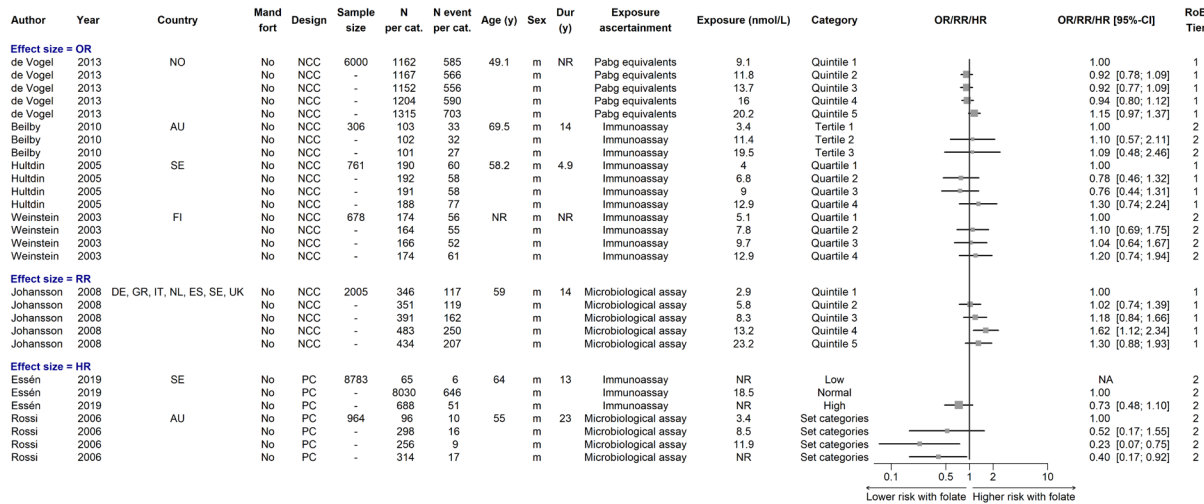 Author Year Country Mand fort Design Sample size N per cat. N event per cat. Age (y) Sex Dur (y) Exposure ascertainment Exposure (nmol/L) Category OR/RR/HR OR/RR/HR [95%-CI] RoB Tier
Effect size = OR
de Vogel 2013 NO No NCC 6000 1162 585 49.1 m NR Pabg equivalents 9.1 Quintile 1 1.00 1
de Vogel 2013 No NCC - 1167 566 m Pabg equivalents 11.8 Quintile 2 0.92 [0.78; 1.09] 1
de Vogel 2013 No NCC - 1152 556 m Pabg equivalents 13.7 Quintile 3 0.92 [0.77; 1.09] 1
de Vogel 2013 No NCC - 1204 590 m Pabg equivalents 16 Quintile 4 0.94 [0.80; 1.12] 1
de Vogel 2013 No NCC - 1315 703 m Pabg equivalents 20.2 Quintile 5 1.15 [0.97; 1.37] 1
Beilby 2010 AU No NCC 306 103 33 69.5 m 14 Immunoassay 3.4 Tertile 1 1.00 2
Beilby 2010 No NCC - 102 32 m Immunoassay 11.4 Tertile 2 1.10 [0.57; 2.11] 2
Beilby 2010 No NCC - 101 27 m Immunoassay 19.5 Tertile 3 1.09 [0.48; 2.46] 2
Hultdin 2005 SE No NCC 761 190 60 58.2 m 4.9 Immunoassay 4 Quartile 1 1.00 1
Hultdin 2005 No NCC - 192 58 m Immunoassay 6.8 Quartile 2 0.78 [0.46; 1.32] 1
Hultdin 2005 No NCC - 191 58 m Immunoassay 9 Quartile 3 0.76 [0.44; 1.31] 1
Hultdin 2005 No NCC - 188 77 m Immunoassay 12.9 Quartile 4 1.30 [0.74; 2.24] 1
Weinstein 2003 FI No NCC 678 174 56 NR m NR Immunoassay 5.1 Quartile 1 1.00 2
Weinstein 2003 No NCC - 164 55 m Immunoassay 7.8 Quartile 2 1.10 [0.69; 1.75] 2
Weinstein 2003 No NCC - 166 52 m Immunoassay 9.7 Quartile 3 1.04 [0.64; 1.67] 2
Weinstein 2003 No NCC - 174 61 m Immunoassay 12.9 Quartile 4 1.20 [0.74; 1.94] 2
Effect size = RR
Johansson 2008 DE, GR, IT, NL, ES, SE, UK No NCC 2005 346 117 59 m 14 Microbiological assay 2.9 Quintile 1 1.00 1
Johansson 2008 No NCC - 351 119 m Microbiological assay 5.8 Quintile 2 1.02 [0.74; 1.39] 1
Johansson 2008 No NCC - 391 162 m Microbiological assay 8.3 Quintile 3 1.18 [0.84; 1.66] 1
Johansson 2008 No NCC - 483 250 m Microbiological assay 13.2 Quintile 4 1.62 [1.12; 2.34] 1
Johansson 2008 No NCC - 434 207 m Microbiological assay 23.2 Quintile 5 1.30 [0.88; 1.93] 1
Effect size = HR
Essén 2019 SE No PC 8783 65 6 64 m 13 Immunoassay NR Low NA 2
Essén 2019 No PC - 8030 646 m Immunoassay 18.5 Normal 1.00 2
Essén 2019 No PC - 688 51 m Immunoassay NR High 0.73 [0.48; 1.10] 2
Rossi 2006 AU No PC 964 96 10 55 m 23 Microbiological assay 3.4 Set categories 1.00 2
Rossi 2006 No PC - 298 16 m Microbiological assay 8.5 Set categories 0.52 [0.17; 1.55] 2
Rossi 2006 No PC - 256 9 m Microbiological assay 11.9 Set categories 0.23 [0.07; 0.75] 2
Rossi 2006 No PC - 314 17 m Microbiological assay NR Set categories 0.40 [0.17; 0.92] 2
0.1 0.5 1 2 10
Lower risk with folate Higher risk with folate